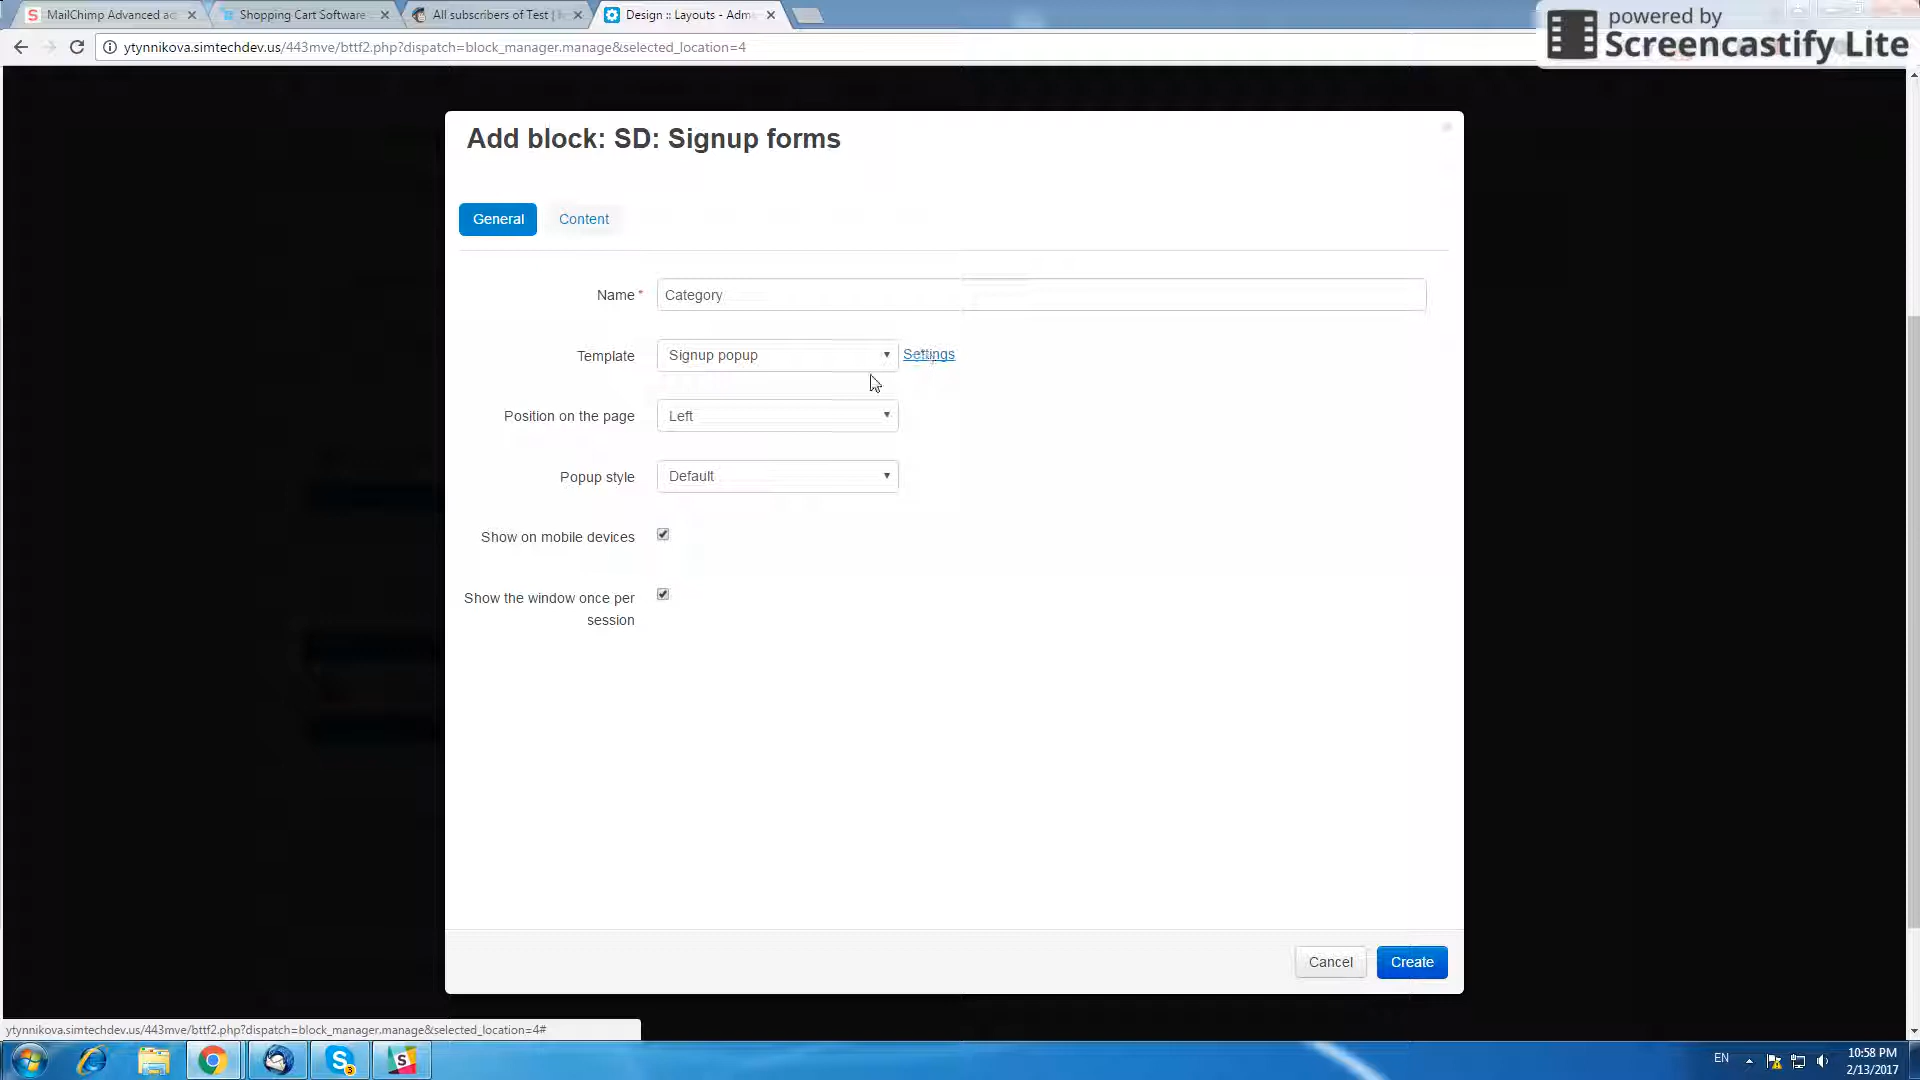 MailChimp Advanced ac
Shopping Cart Software
All subscribers of Test |
Design :: Layouts - Adm
powered by
Screencastify Lite
ytynnikova.simtechdev.us/443mve/bttf2.php?dispatch=block_manager.manage&selected_location=4
Add block: SD: Signup forms
General
Content
Name *
Category
Template
Signup popup
Settings
Position on the page
Left
Popup style
Default
Show on mobile devices
Show the window once per
session
Cancel
Create
ytynnikova.simtechdev.us/443mve/bttf2.php?dispatch=block_manager.manage&selected_location=4#
EN
10:58 PM
2/13/2017